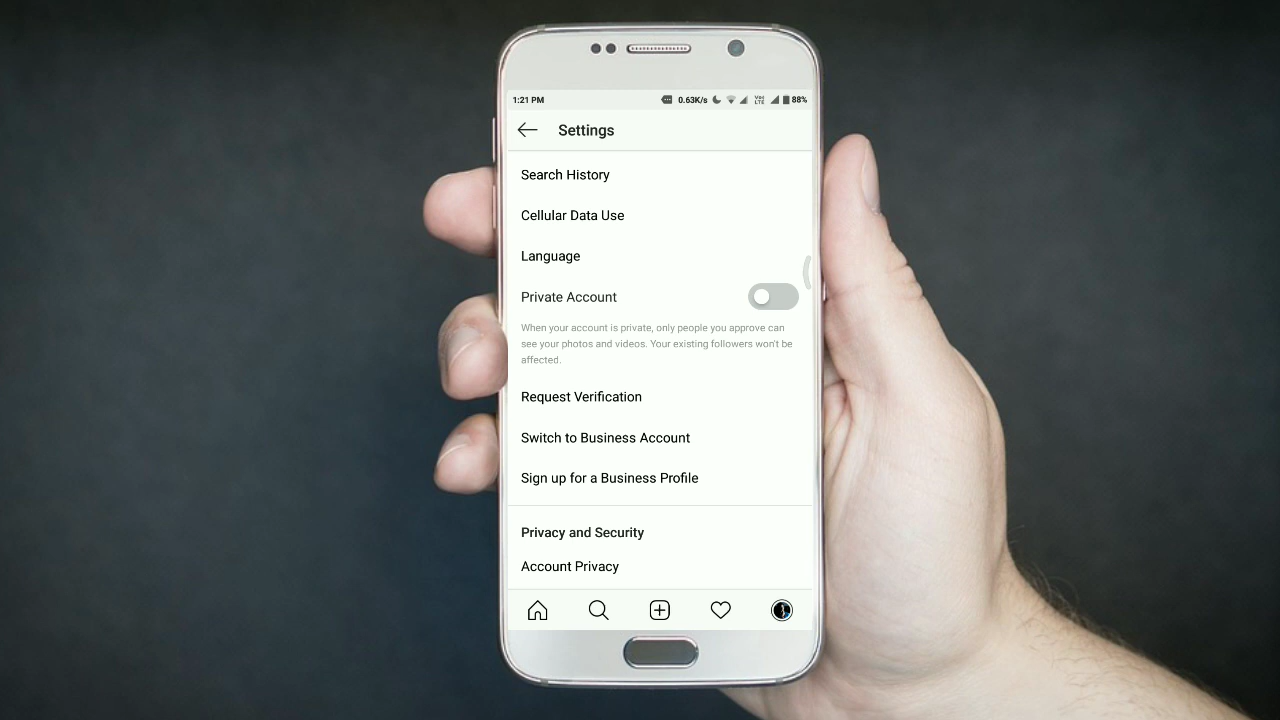 1:21 PM 0.63K/s VoLTE 88%
Settings
Search History
Cellular Data Use
Language
Private Account
When your account is private, only people you approve can
see your photos and videos. Your existing followers won't be
affected.
Request Verification
Switch to Business Account
Sign up for a Business Profile
Privacy and Security
Account Privacy